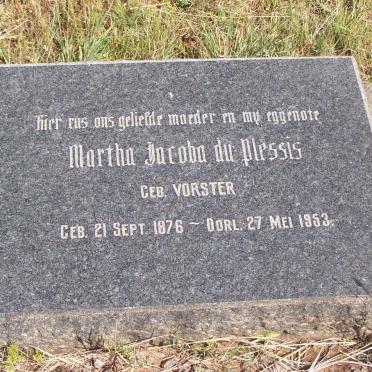 Hier rus ons geliefde moeder en my eggenote
Martha Jacoba du Plessis
GEB. VORSTER
GEB. 21 SEPT. 1876 ~ OORL. 27 MEI 1953.